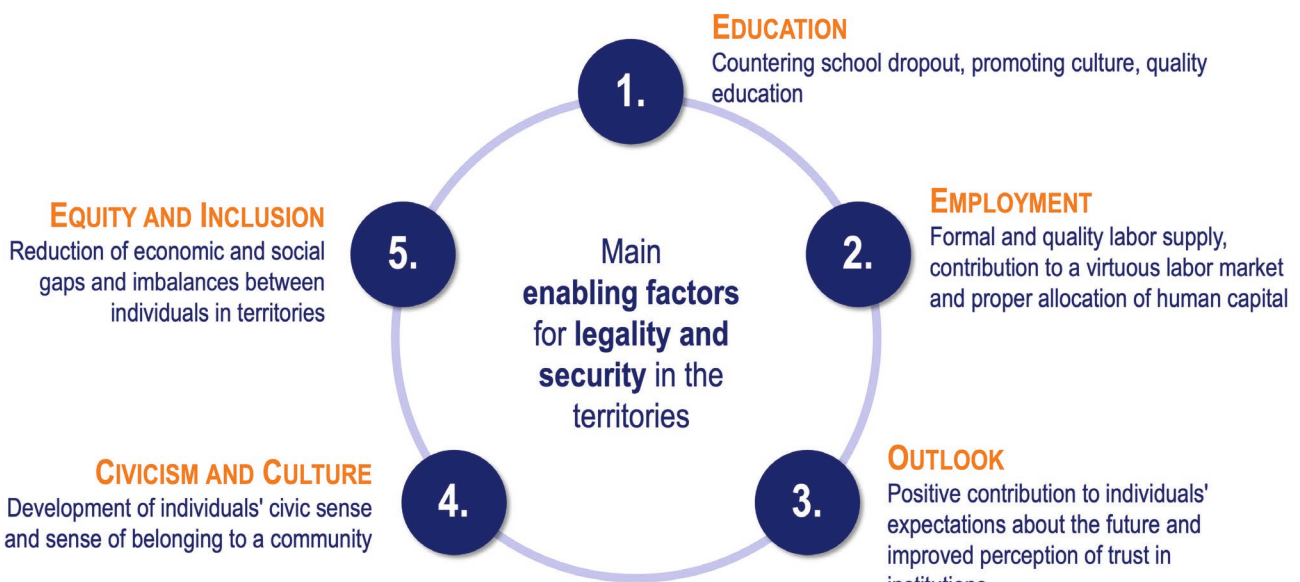 1.
EDUCATION
Countering school dropout, promoting culture, quality
education
2.
EMPLOYMENT
Formal and quality labor supply,
contribution to a virtuous labor market
and proper allocation of human capital
3.
OUTLOOK
Positive contribution to individuals'
expectations about the future and
improved perception of trust in
4.
CIVICISM AND CULTURE
Development of individuals' civic sense
and sense of belonging to a community
5.
EQUITY AND INCLUSION
Reduction of economic and social
gaps and imbalances between
individuals in territories
Main
enabling factors
for legality and
security in the
territories